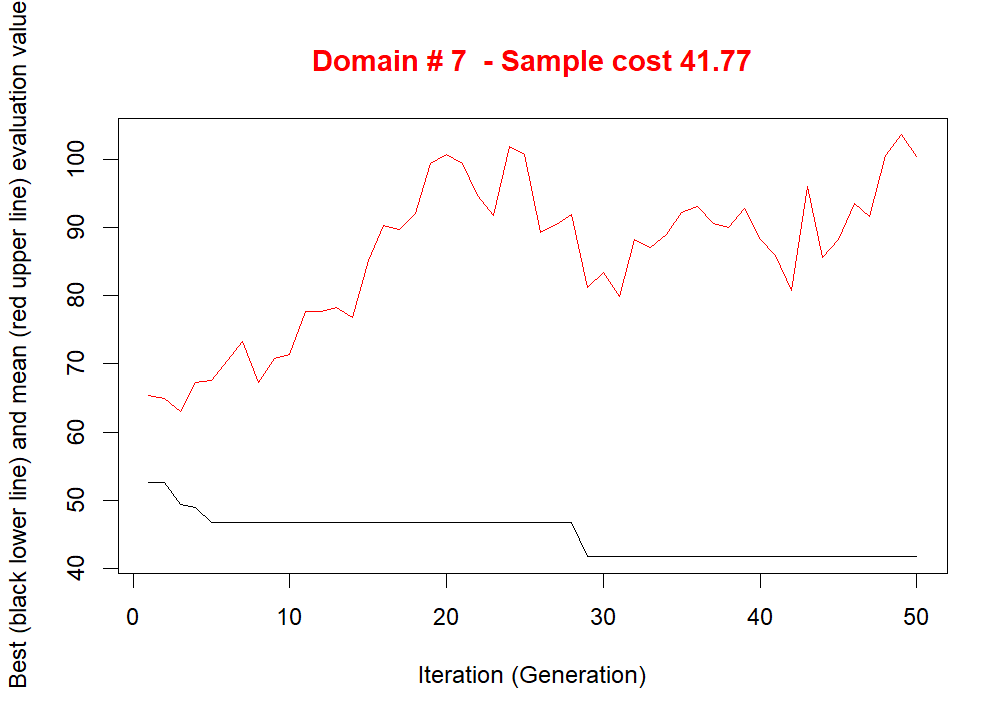 Domain # 7  - Sample cost 41.77
Best (black lower line) and mean (red upper line) evaluation value
100
90
80
70
60
50
40
0 10 20 30 40 50
Iteration (Generation)